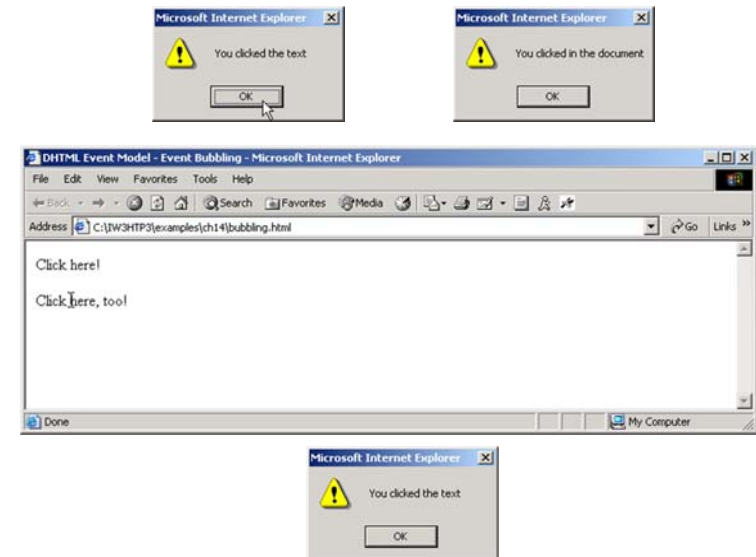 Microsoft Internet Explorer
You clicked the text
OK
Microsoft Internet Explorer
You clicked in the document
OK
DHTML Event Model - Event Bubbling - Microsoft Internet Explorer
File Edit View Favorites Tools Help
Back Search Favorites Media
Address C:\IW3HTP3\examples\ch14\bubbling.html Go Links »
Click here!
Click here, too!
Done My Computer
Microsoft Internet Explorer
You clicked the text
OK